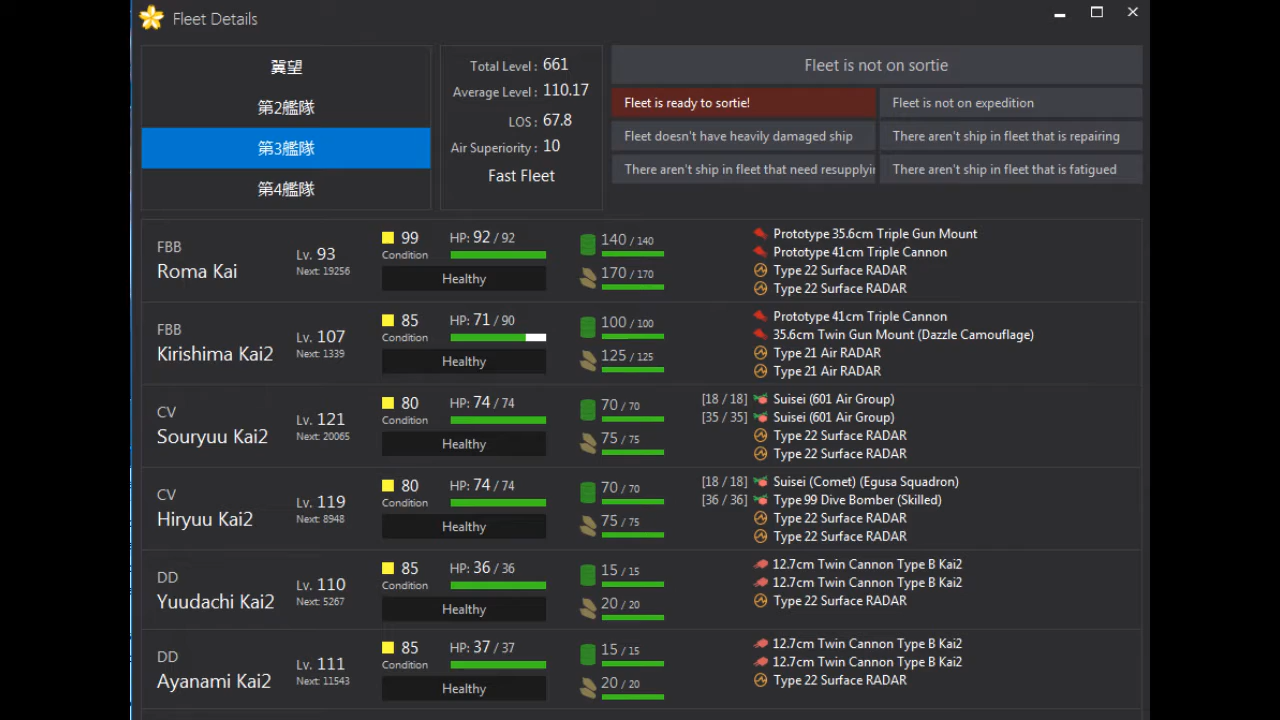 Fleet Details
翼望
第2艦隊
第3艦隊
第4艦隊
Total Level : 661
Average Level : 110.17
LOS : 67.8
Air Superiority : 10
Fast Fleet
Fleet is not on sortie
Fleet is ready to sortie!
Fleet is not on expedition
Fleet doesn't have heavily damaged ship
There aren't ship in fleet that is repairing
There aren't ship in fleet that need resupplyi
There aren't ship in fleet that is fatigued
FBB
Roma Kai
Lv. 93
Next: 19256
99
Condition
HP: 92 / 92
Healthy
140 / 140
170 / 170
Prototype 35.6cm Triple Gun Mount
Prototype 41cm Triple Cannon
Type 22 Surface RADAR
Type 22 Surface RADAR
FBB
Kirishima Kai2
Lv. 107
Next: 1339
85
Condition
HP: 71 / 90
Healthy
100 / 100
125 / 125
Prototype 41cm Triple Cannon
35.6cm Twin Gun Mount (Dazzle Camouflage)
Type 21 Air RADAR
Type 21 Air RADAR
CV
Souryuu Kai2
Lv. 121
Next: 20065
80
Condition
HP: 74 / 74
Healthy
70 / 70
75 / 75
[18 / 18] Suisei (601 Air Group)
[35 / 35] Suisei (601 Air Group)
Type 22 Surface RADAR
Type 22 Surface RADAR
CV
Hiryuu Kai2
Lv. 119
Next: 8948
80
Condition
HP: 74 / 74
Healthy
70 / 70
75 / 75
[18 / 18] Suisei (Comet) (Egusa Squadron)
[36 / 36] Type 99 Dive Bomber (Skilled)
Type 22 Surface RADAR
Type 22 Surface RADAR
DD
Yuudachi Kai2
Lv. 110
Next: 5267
85
Condition
HP: 36 / 36
Healthy
15 / 15
20 / 20
12.7cm Twin Cannon Type B Kai2
12.7cm Twin Cannon Type B Kai2
Type 22 Surface RADAR
DD
Ayanami Kai2
Lv. 111
Next: 11543
85
Condition
HP: 37 / 37
Healthy
15 / 15
20 / 20
12.7cm Twin Cannon Type B Kai2
12.7cm Twin Cannon Type B Kai2
Type 22 Surface RADAR